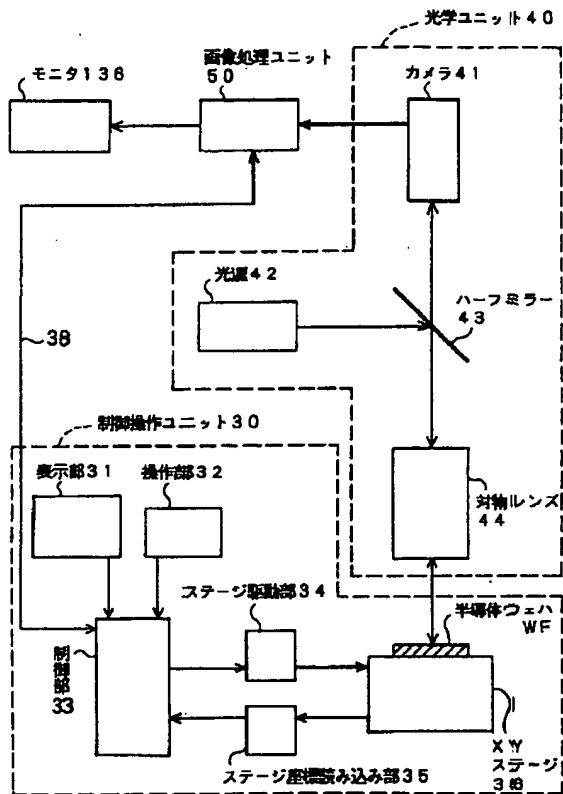 光学ユニット40
画像処理ユニット
50
モニタ136
カメラ41
光源42
ハーフミラー
43
38
制御操作ユニット30
表示部31
操作部32
対物レンズ
44
ステージ駆動部34
半導体ウェハ
WF
制御部
33
ステージ座標読み込み部35
XY
ステージ
36